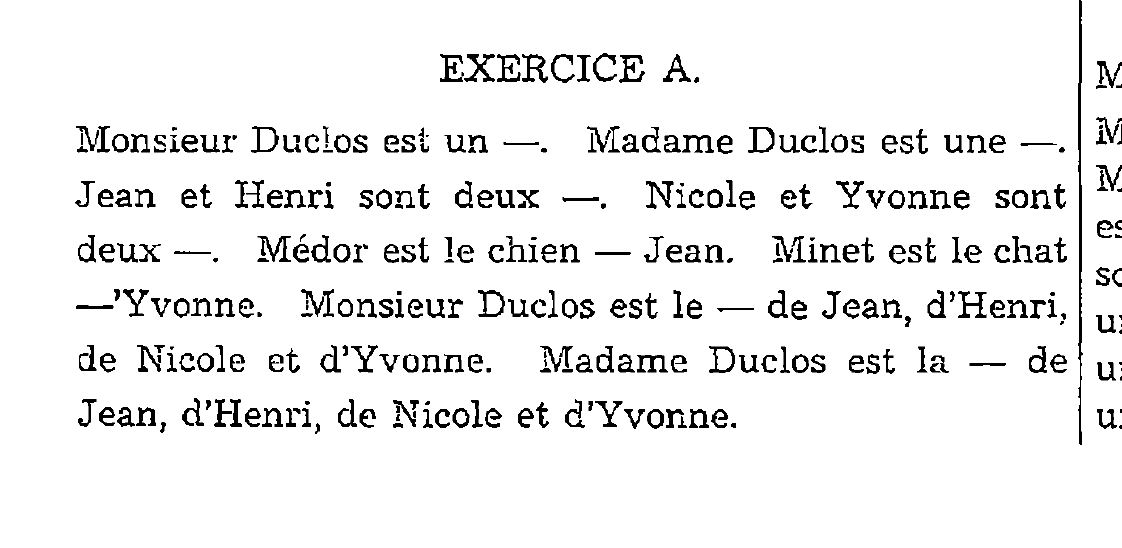 EXERCICE A.
Monsieur Duclos est un —. Madame Duclos est une —.
Jean et Henri sont deux —. Nicole et Yvonne sont
deux —. Médor est le chien — Jean. Minet est le chat
—’Yvonne. Monsieur Duclos est le — de Jean, d’Henri,
de Nicole et d’Yvonne. Madame Duclos est la — de
Jean, d’Henri, de Nicole et d’Yvonne.